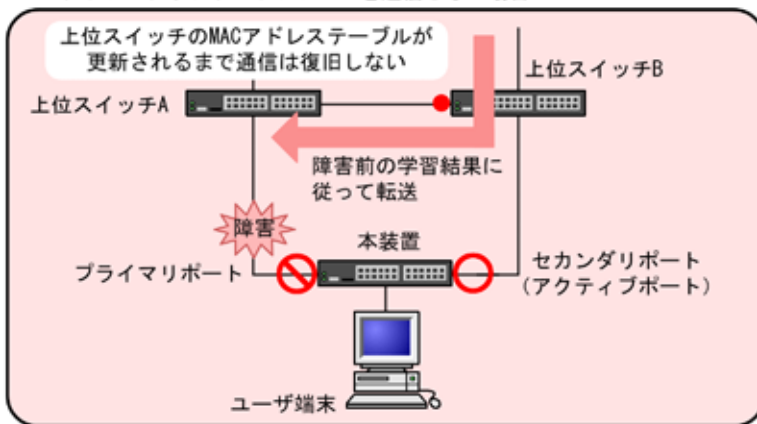 上位スイッチのMACアドレステーブルが
更新されるまで通信は復旧しない
上位スイッチA
上位スイッチB
障害前の学習結果に
従って転送
障害
本装置
プライマリポート
セカンダリポート
(アクティブポート)
ユーザ端末